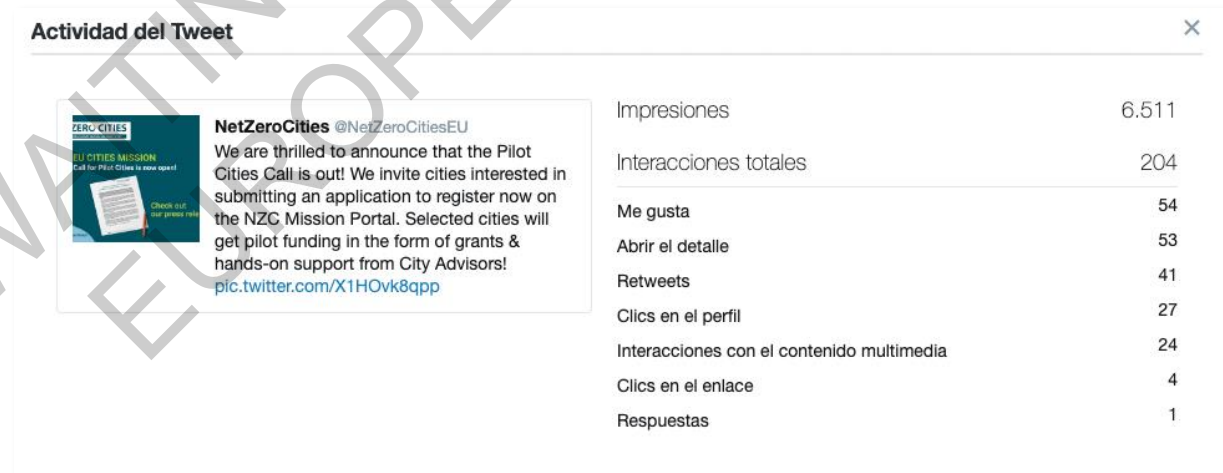 Actividad del Tweet
ZERO CITIES
EU CITIES MISSION
Call for Pilot Cities is now open!
Check out
our press rele
NetZeroCities @NetZeroCitiesEU
We are thrilled to announce that the Pilot
Cities Call is out! We invite cities interested in
submitting an application to register now on
the NZC Mission Portal. Selected cities will
get pilot funding in the form of grants &
hands-on support from City Advisors!
pic.twitter.com/X1HOvk8qpp
Impresiones 6.511
Interacciones totales 204
Me gusta 54
Abrir el detalle 53
Retweets 41
Clics en el perfil 27
Interacciones con el contenido multimedia 24
Clics en el enlace 4
Respuestas 1